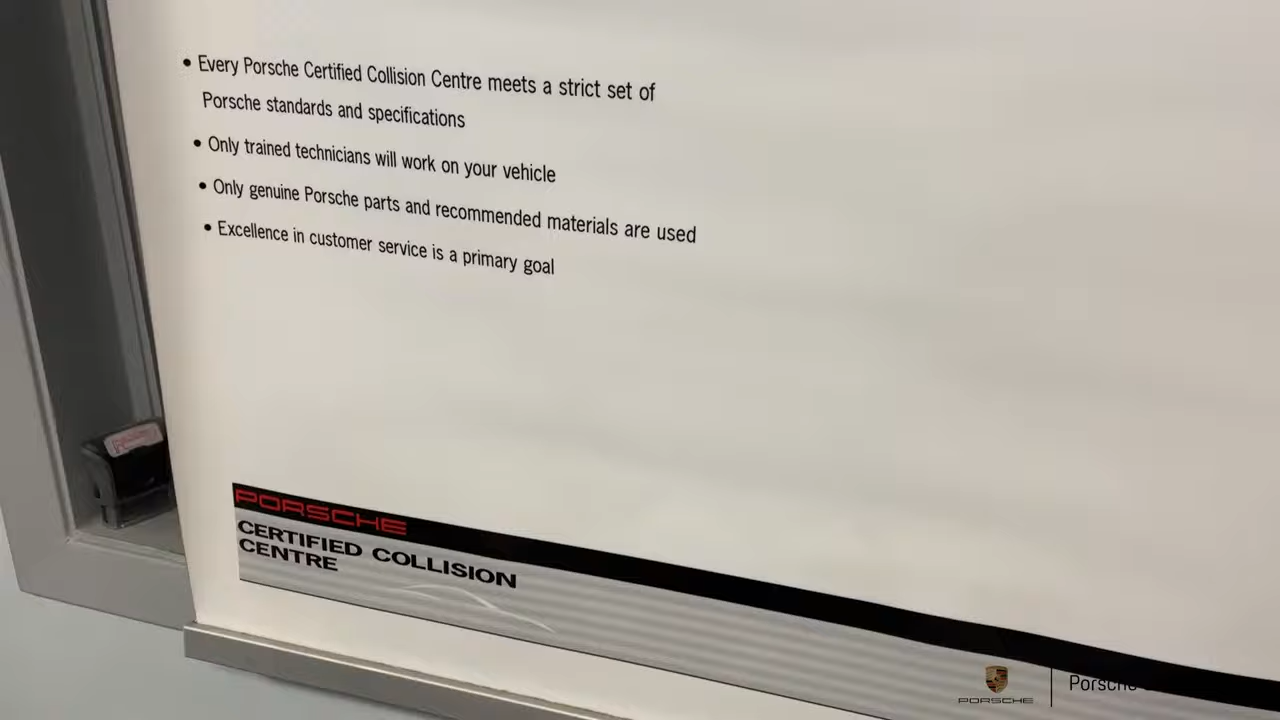 • Every Porsche Certified Collision Centre meets a strict set of
Porsche standards and specifications
• Only trained technicians will work on your vehicle
• Only genuine Porsche parts and recommended materials are used
• Excellence in customer service is a primary goal
PORSCHE
CERTIFIED COLLISION
CENTRE
PORSCHE
Porsche